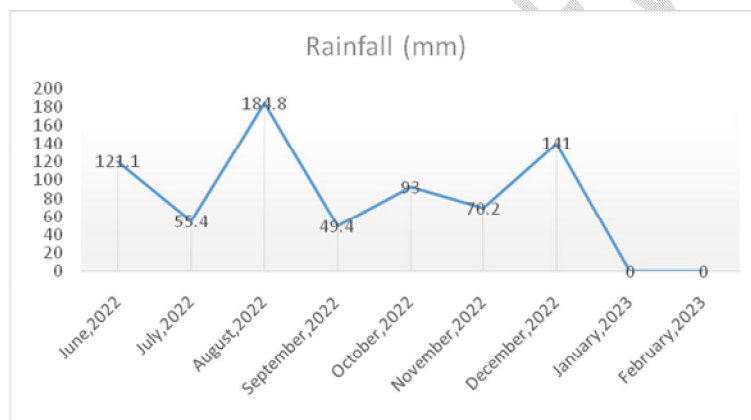 Rainfall (mm)
200
180
160
140
120
100
80
60
40
20
0
121.1
55.4
184.8
49.4
93
70.2
141
0
0
June,2022
July,2022
August,2022
September,2022
October,2022
November,2022
December,2022
January,2023
February,2023